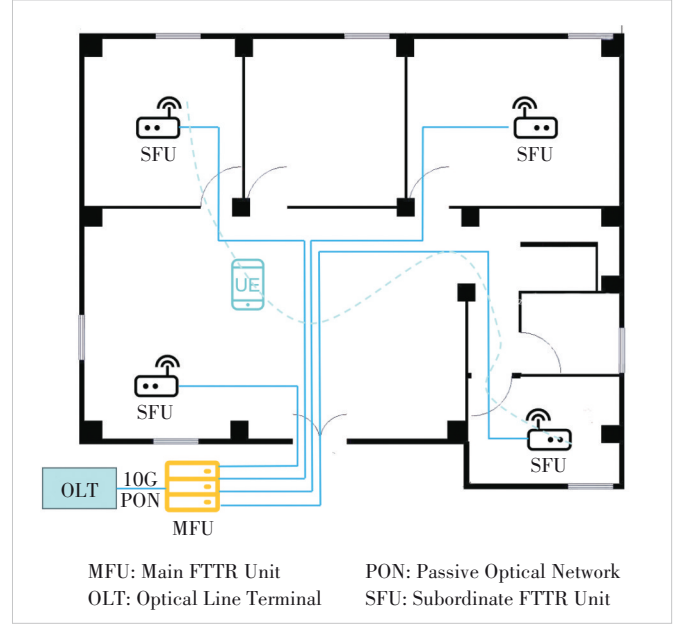 SFU
SFU
UE
SFU
SFU
OLT
10G
PON
MFU
MFU: Main FTTR Unit
PON: Passive Optical Network
OLT: Optical Line Terminal
SFU: Subordinate FTTR Unit